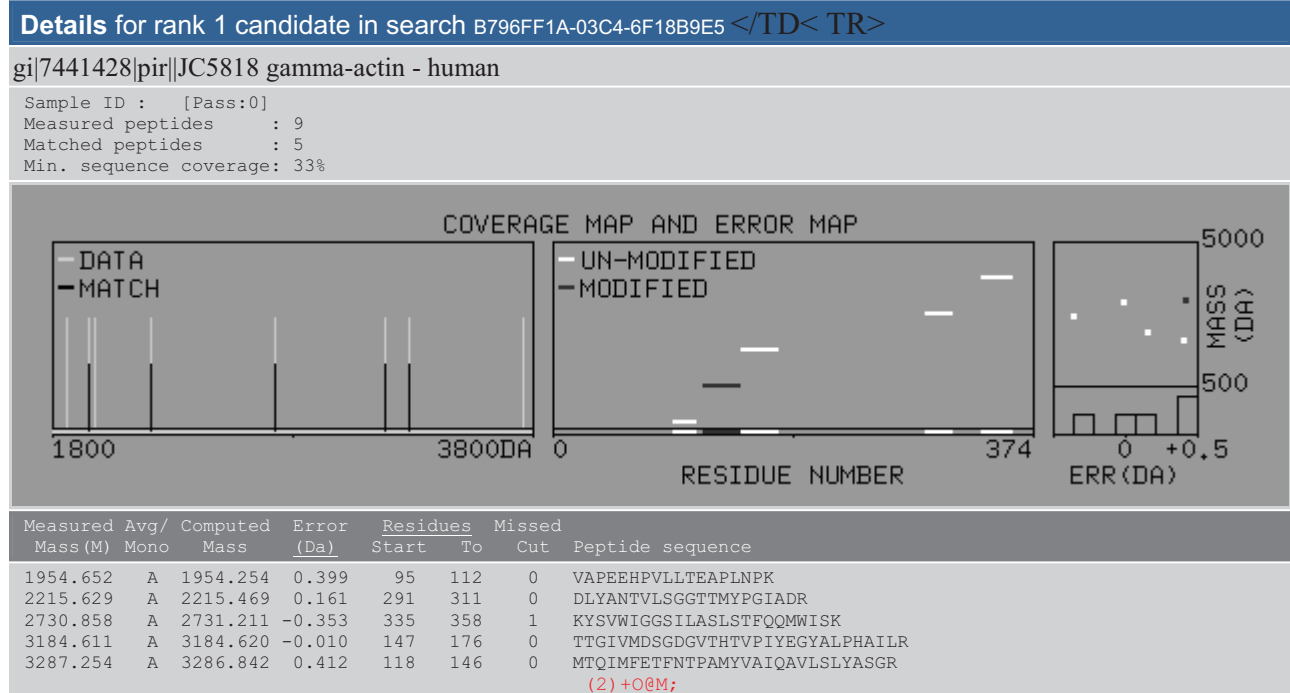 Details for rank 1 candidate in search B796FF1A-03C4-6F18B9E5 </TD< TR>
gi|7441428|pir||JC5818 gamma-actin - human
Sample ID :    [Pass:0]
Measured peptides     : 9
Matched peptides      : 5
Min. sequence coverage: 33%
COVERAGE MAP AND ERROR MAP
DATA
MATCH
1800
3800DA
UN-MODIFIED
MODIFIED
0
374
RESIDUE NUMBER
5000
500
MASS
(DA)
0
+0.5
ERR(DA)
Measured Avg/ Computed Error Residues Missed
Mass(M) Mono Mass (Da) Start To Cut Peptide sequence
1954.652 A 1954.254 0.399 95 112 0 VAPEEHPVLLTEAPLNPK
2215.629 A 2215.469 0.161 291 311 0 DLYANTVLSGGTTMYPGIADR
2730.858 A 2731.211 -0.353 335 358 1 KYSVWIGGSILASLSTFQQMWISK
3184.611 A 3184.620 -0.010 147 176 0 TTGIVMDSGDGVTHTVPIYEGYALPHAILR
3287.254 A 3286.842 0.412 118 146 0 MTQIMFETFNTPAMYVAIQAVLSLYASGR
(2)+O@M;